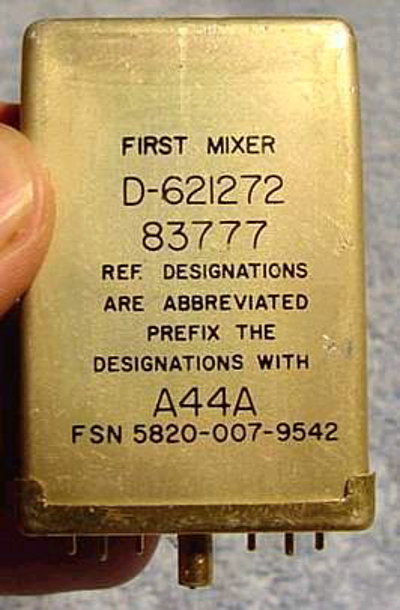 FIRST MIXER
D-621272
83777
REF. DESIGNATIONS
ARE ABBREVIATED
PREFIX THE
DESIGNATIONS WITH
A44A
FSN 5820-007-9542